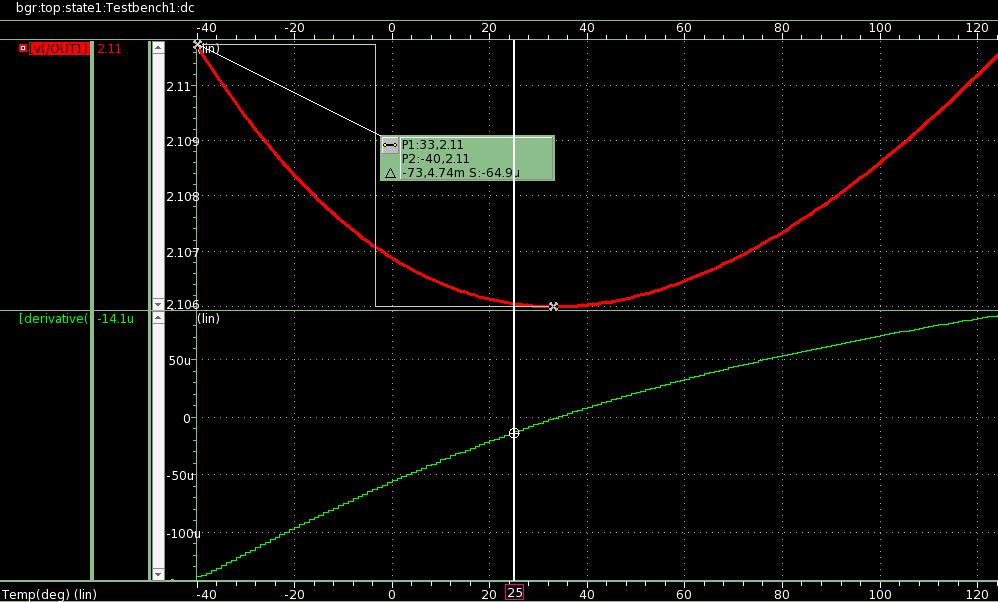 bgr:top:state1:Testbench1:dc
-40 -20 0 20 40 60 80 100 120
v(/OUT1) 2.11
(lin)
2.11
2.109
2.108
2.107
2.106
P1:33,2.11
P2:-40,2.11
-73,4.74m S:-64.9u
[derivative( -14.1u
(lin)
50u
0
-50u
-100u
Temp(deg) (lin)
-40 -20 0 20 25 40 60 80 100 120